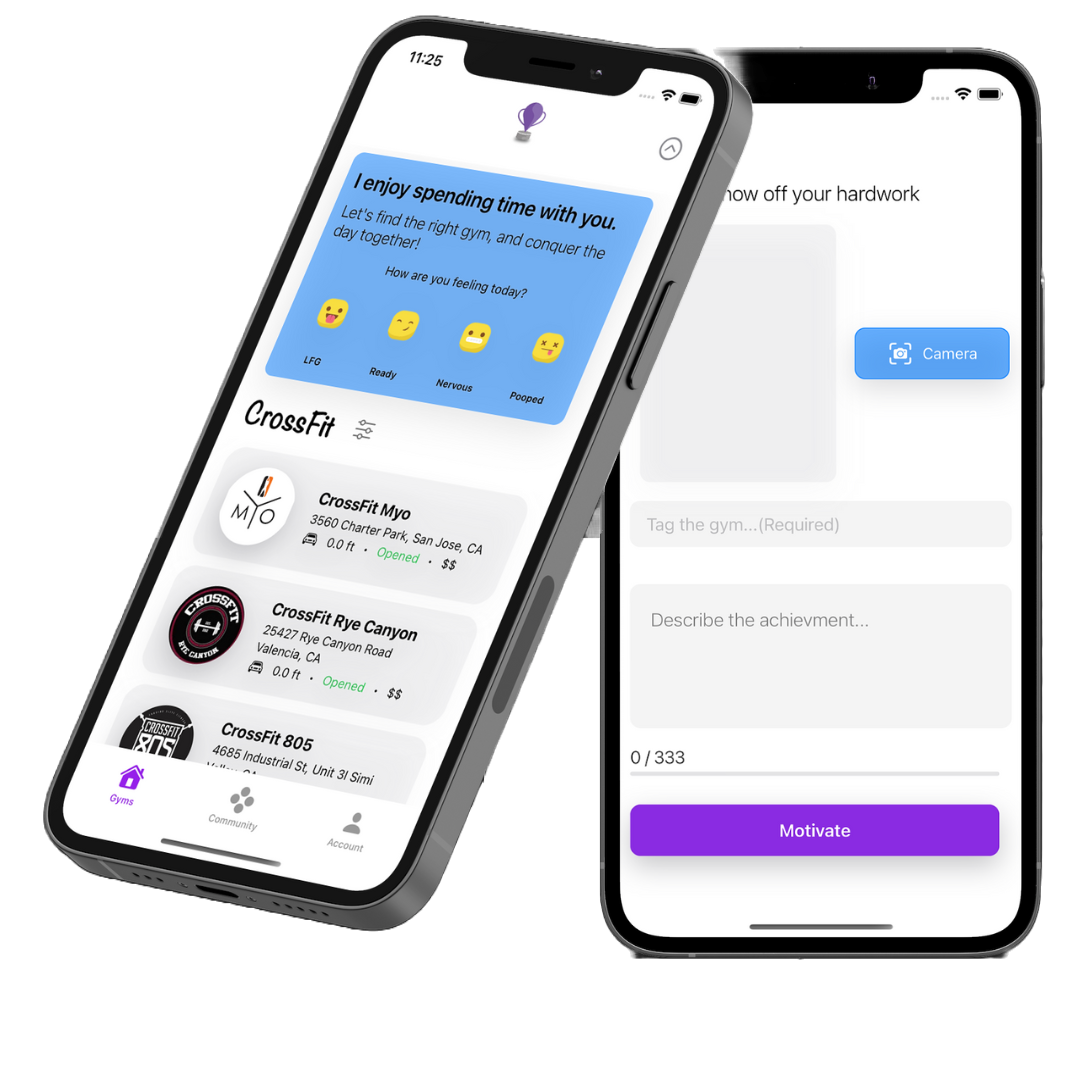 11:25
I enjoy spending time with you.
Let's find the right gym, and conquer the
day together!
How are you feeling today?
LFG
Ready
Nervous
Pooped
CrossFit
MYO
CrossFit Myo
3560 Charter Park, San Jose, CA
0.0 ft · Opened · $$
CROSSFIT
RYE CANYON
CrossFit Rye Canyon
25427 Rye Canyon Road
Valencia, CA
0.0 ft · Opened · $$
CROSSFIT
805
CrossFit 805
4685 Industrial St, Unit 3I Simi
Gyms
Community
Account
now off your hardwork
Camera
Tag the gym...(Required)
Describe the achievment...
0 / 333
Motivate